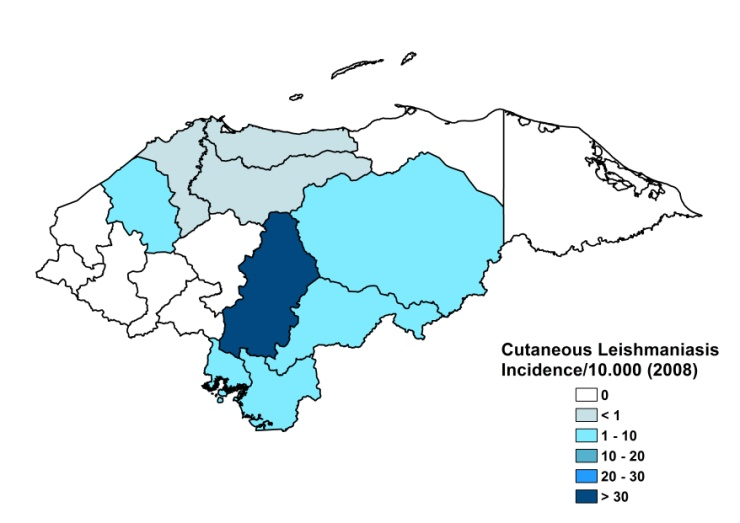 Cutaneous Leishmaniasis
Incidence/10.000 (2008)
0
< 1
1 - 10
10 - 20
20 - 30
> 30